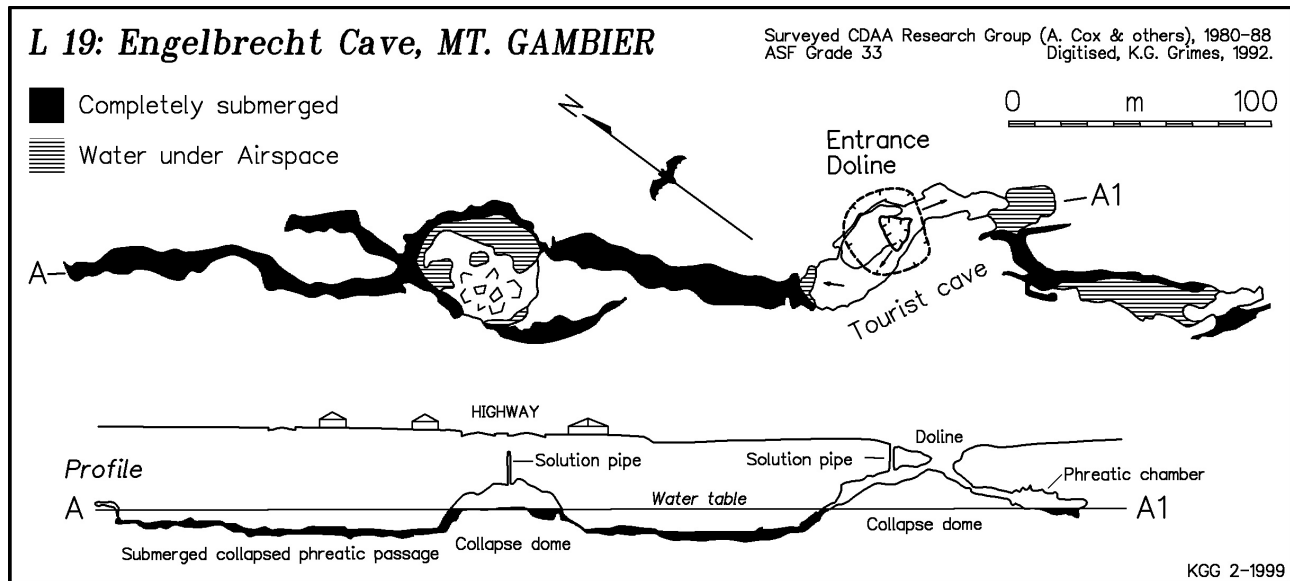 L 19: Engelbrecht Cave, MT. GAMBIER
Surveyed CDAA Research Group (A. Cox & others), 1980-88
ASF Grade 33
Digitised, K.G. Grimes, 1992.
Completely submerged
Water under Airspace
N
0 m 100
Entrance
Doline
A1
A
Tourist cave
HIGHWAY
Doline
Solution pipe
Solution pipe
Profile
Phreatic chamber
Water table
A
A1
Collapse dome
Submerged collapsed phreatic passage
Collapse dome
KGG 2-1999